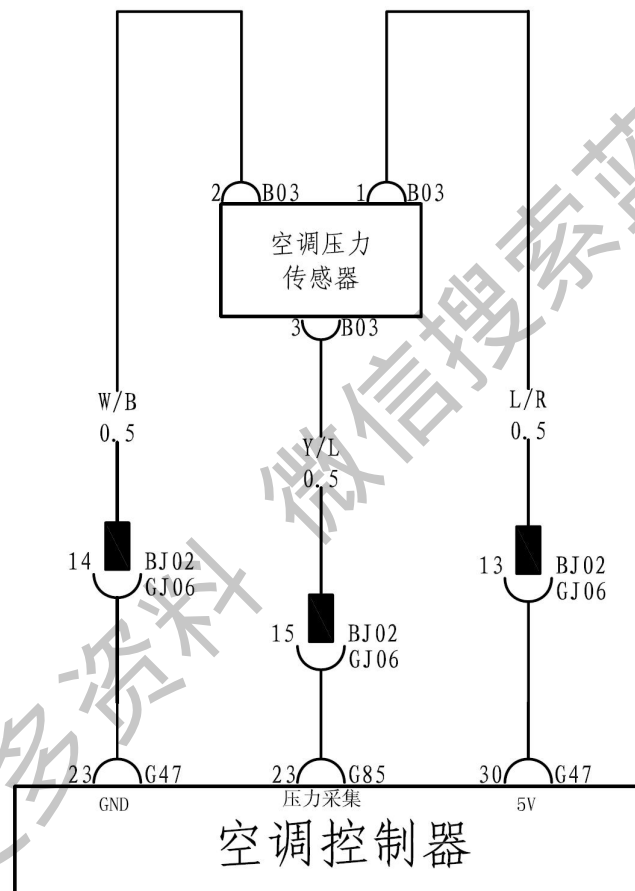 2 B03
1 B03
空调压力
传感器
3 B03
W/B
0.5
L/R
0.5
Y/L
0.5
14 BJ02
GJ06
13 BJ02
GJ06
15 BJ02
GJ06
23 G47
23 G85
30 G47
GND
压力采集
5V
空调控制器
多资料 微信搜索